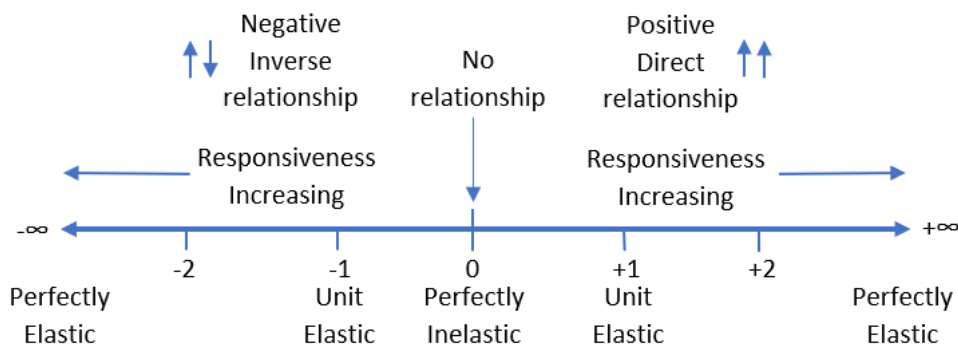 Negative
Inverse
relationship
No
relationship
Positive
Direct
relationship
Responsiveness
Increasing
Responsiveness
Increasing
-∞
+∞
-2
-1
0
+1
+2
Perfectly
Elastic
Unit
Elastic
Perfectly
Inelastic
Unit
Elastic
Perfectly
Elastic